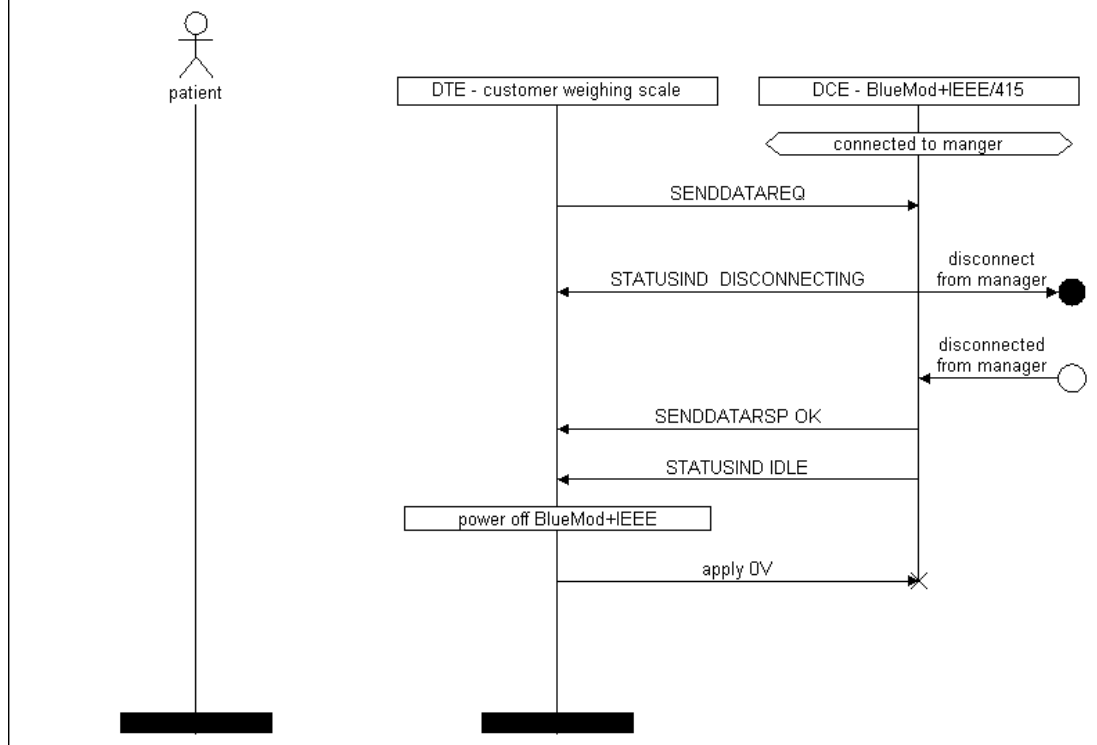 patient
DTE - customer weighing scale
DCE - BlueMod+IEEE/415
connected to manger
SENDDATAREQ
disconnect
from manager
STATUSIND DISCONNECTING
disconnected
from manager
SENDDATARSP OK
STATUSIND IDLE
power off BlueMod+IEEE
apply 0V